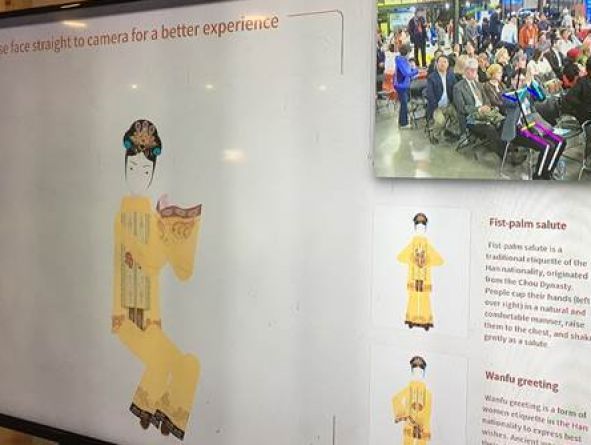 se face straight to camera for a better experience
Fist-palm salute
Fist-palm salute is a
traditional etiquette of the
Han nationality, originated
from the Chou Dynasty.
People cup their hands (left
over right) in a natural and
comfortable manner, raise
them to the chest, and shake
gently as a salute.
Wanfu greeting
Wanfu greeting is a form of
women etiquette in the Han
nationality to express best
wishes. Ancient